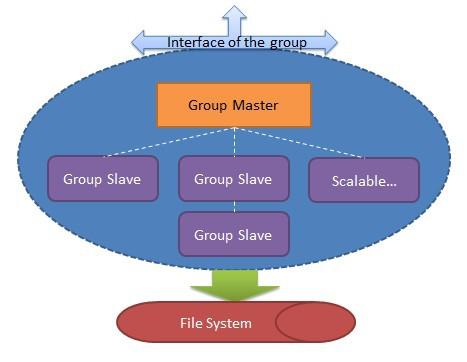 Interface of the group
Group Master
Group Slave
Group Slave
Scalable...
Group Slave
File System